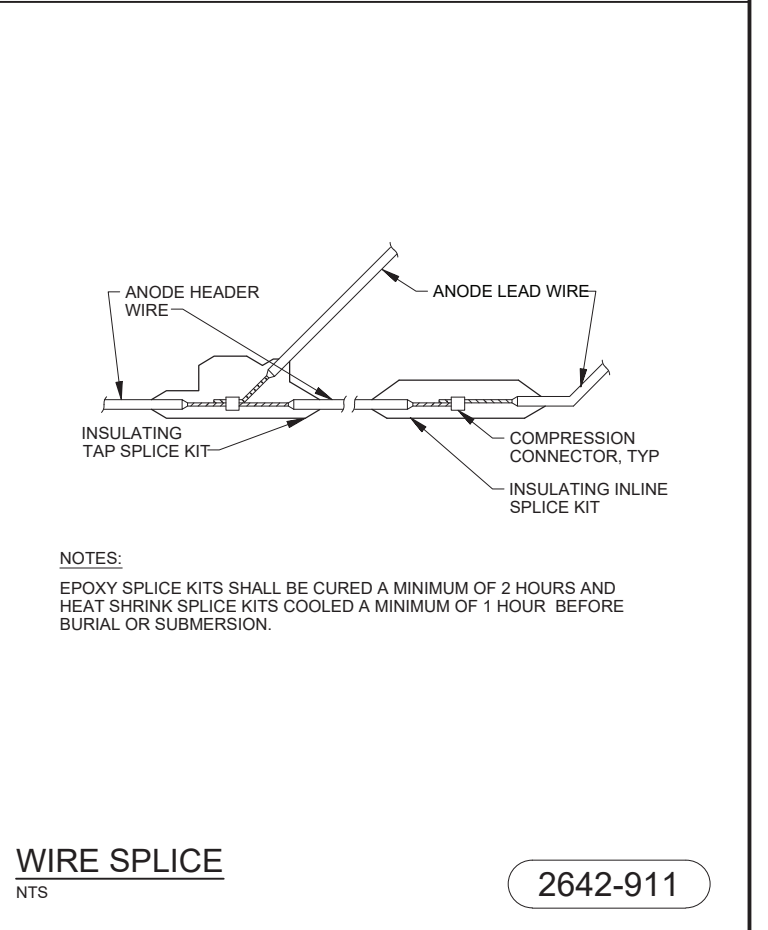 ANODE HEADER
WIRE
ANODE LEAD WIRE
INSULATING
TAP SPLICE KIT
COMPRESSION
CONNECTOR, TYP
INSULATING INLINE
SPLICE KIT
NOTES:
EPOXY SPLICE KITS SHALL BE CURED A MINIMUM OF 2 HOURS AND
HEAT SHRINK SPLICE KITS COOLED A MINIMUM OF 1 HOUR BEFORE
BURIAL OR SUBMERSION.
WIRE SPLICE
NTS
2642-911